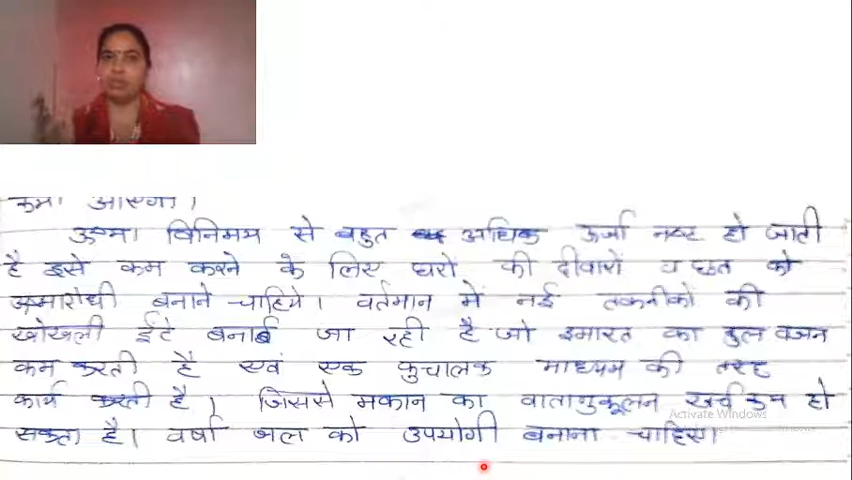 कमी आएगी।
ऊष्मा विनिमय से बहुत अधिक ऊर्जा नष्ट हो जाती
है इसे कम करने के लिए घरो की दीवारों व छत को
ऊष्मारोधी बनाने चाहिये। वर्तमान में नई तकनीको की
खोखली ईटे बनाई जा रही है जो इमारत का कुल वजन
कम करती है एवं एक कुचालक माध्यम की तरह
कार्य करती है। जिससे मकान का वातानुकूलन खर्च कम हो
सकता है। वर्षा जल को उपयोगी बनाना चाहिए।
Activate Windows